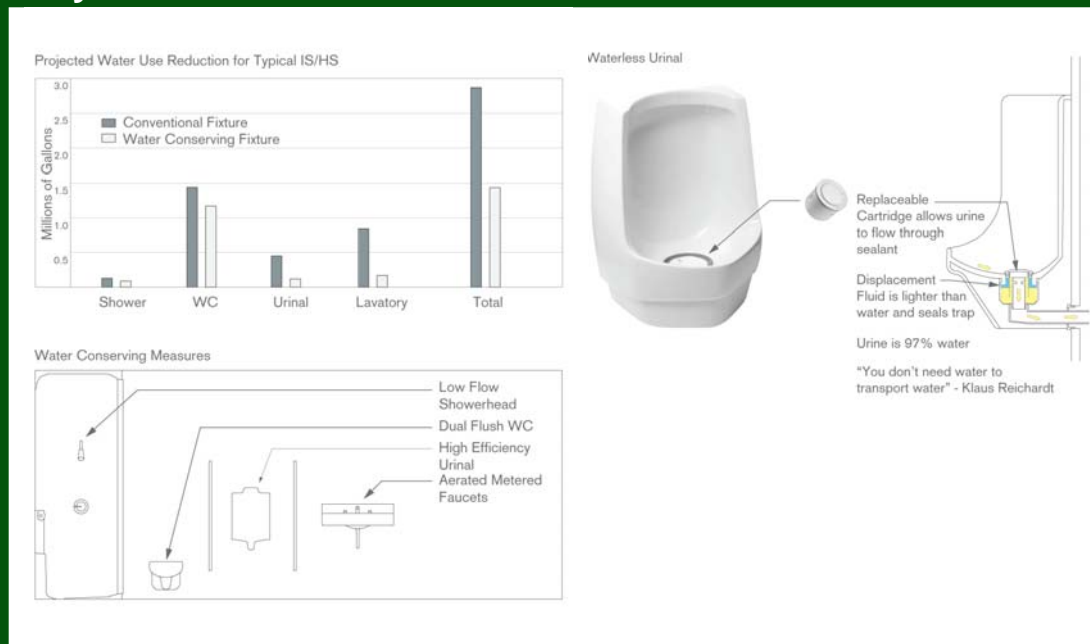 Projected Water Use Reduction for Typical IS/HS
3.0
2.5
2.0
1.5
1.0
0.5
Millions of Gallons
Conventional Fixture
Water Conserving Fixture
Shower
WC
Urinal
Lavatory
Total
Water Conserving Measures
Low Flow
Showerhead
Dual Flush WC
High Efficiency
Urinal
Aerated Metered
Faucets
Waterless Urinal
Replaceable
Cartridge allows urine
to flow through
sealant
Displacement
Fluid is lighter than
water and seals trap
Urine is 97% water
“You don’t need water to
transport water” - Klaus Reichardt